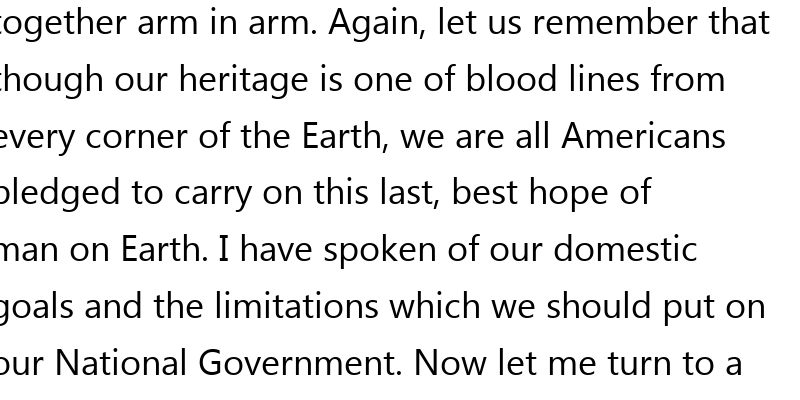 together arm in arm. Again, let us remember that
though our heritage is one of blood lines from
every corner of the Earth, we are all Americans
pledged to carry on this last, best hope of
man on Earth. I have spoken of our domestic
goals and the limitations which we should put on
our National Government. Now let me turn to a